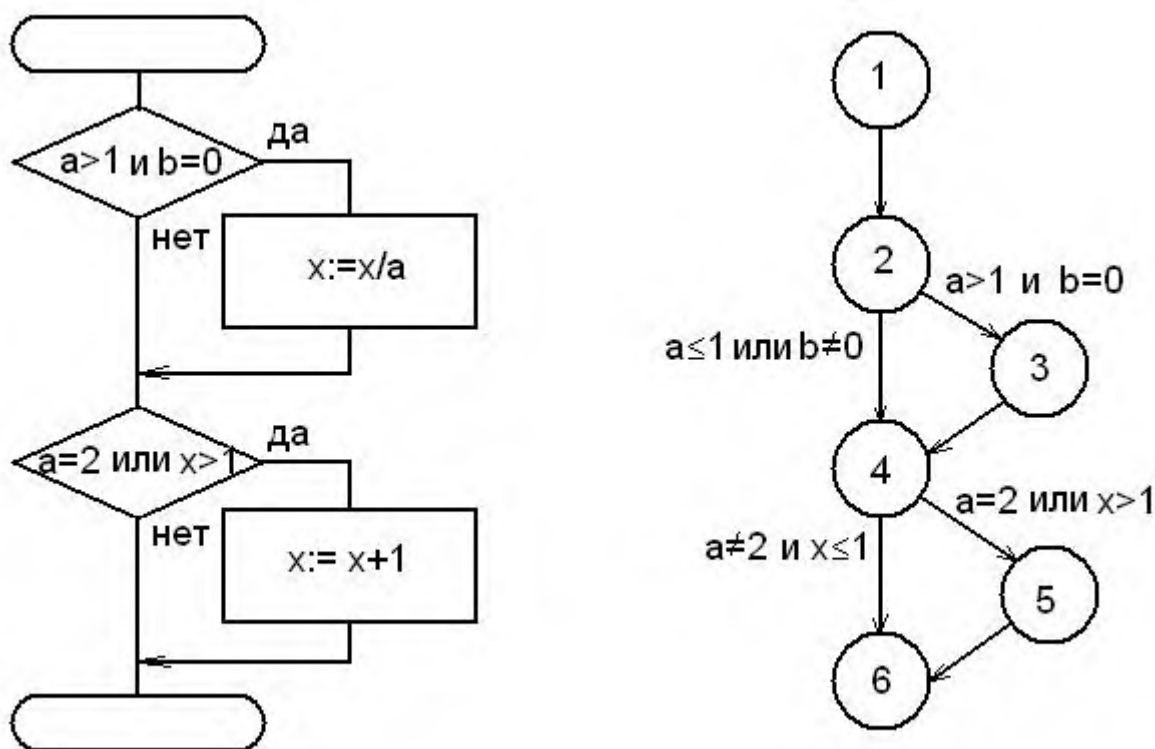 a>1 и b=0
да
нет
x:=x/a
a=2 или x>1
да
нет
x:= x+1
1
2
a>1 и b=0
a≤1 или b≠0
3
4
a=2 или x>1
a≠2 и x≤1
5
6